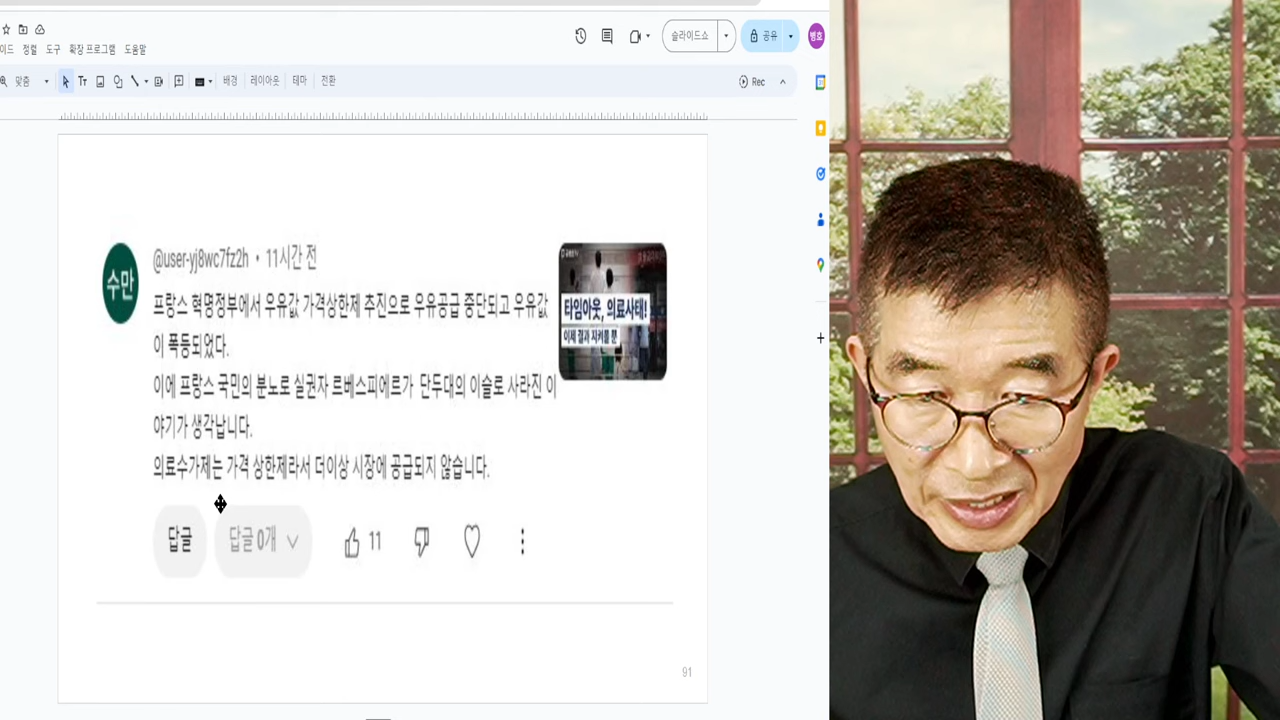 이드 정렬 도구 확장 프로그램 도움말
슬라이드쇼
공유
병호
맞춤
배경 레이아웃 테마 전환
Rec
수만
@user-yj8wc7fz2h • 11시간 전
프랑스 혁명정부에서 우유값 가격상한제 추진으로 우유공급 중단되고 우유값
이 폭등되었다.
이에 프랑스 국민의 분노로 실권자 르베스피에르가 단두대의 이슬로 사라진 이
야기가 생각납니다.
의료수가제는 가격 상한제라서 더이상 시장에 공급되지 않습니다.
타임아웃, 의료사태!
이제 결과 지켜볼 뿐
답글
답글 0개
11
91